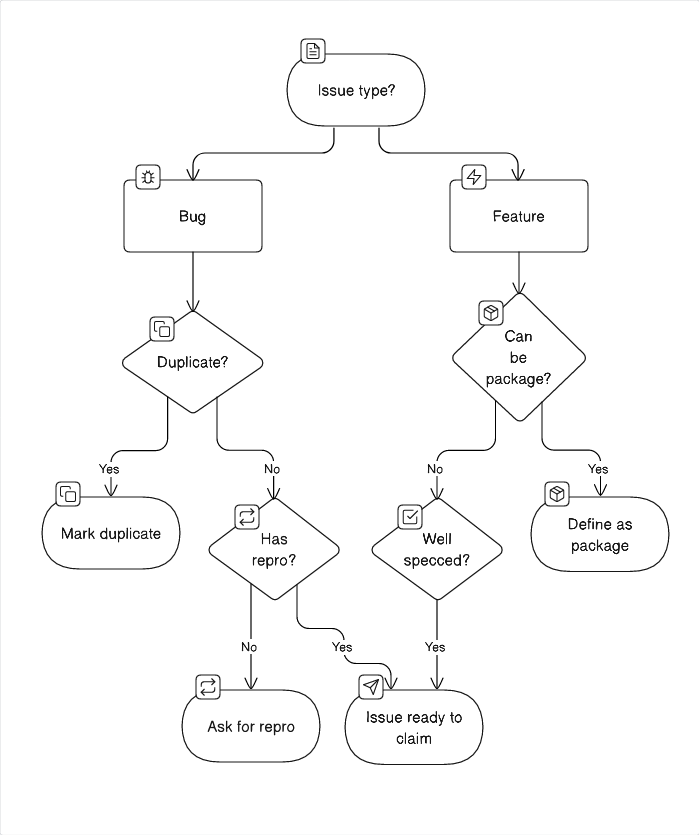 Issue type?
Bug
Feature
Duplicate?
Can
be
package?
Yes
No
No
Yes
Mark duplicate
Has
repro?
Well
specced?
Define as
package
No
Yes
Yes
Ask for repro
Issue ready to
claim